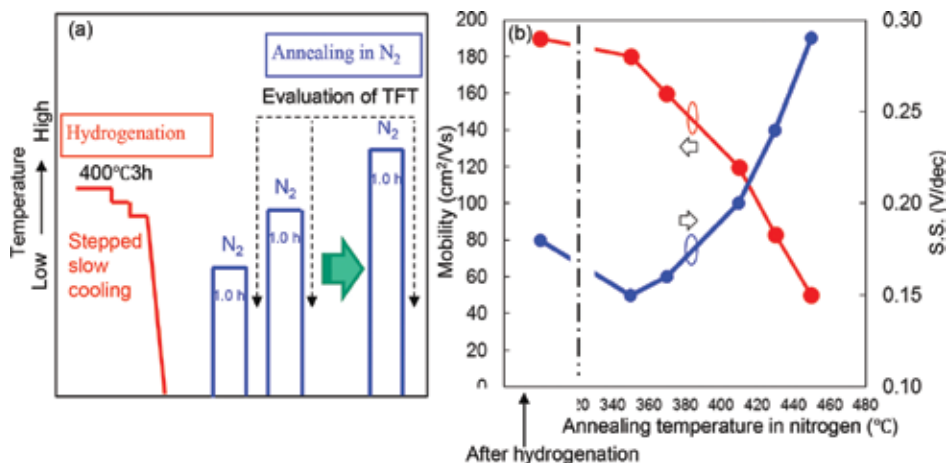 (a)
Annealing in N2
Evaluation of TFT
Hydrogenation
400℃3h
Stepped
slow
cooling
Temperature
Low
High
N2
1.0 h
N2
1.0 h
N2
1.0 h
(b)
Mobility (cm²/Vs)
200
180
160
140
120
100
80
60
40
20
0
S.S. (V/dec)
0.30
0.25
0.20
0.15
0.10
20 340 360 380 400 420 440 460 480
Annealing temperature in nitrogen (℃)
After hydrogenation